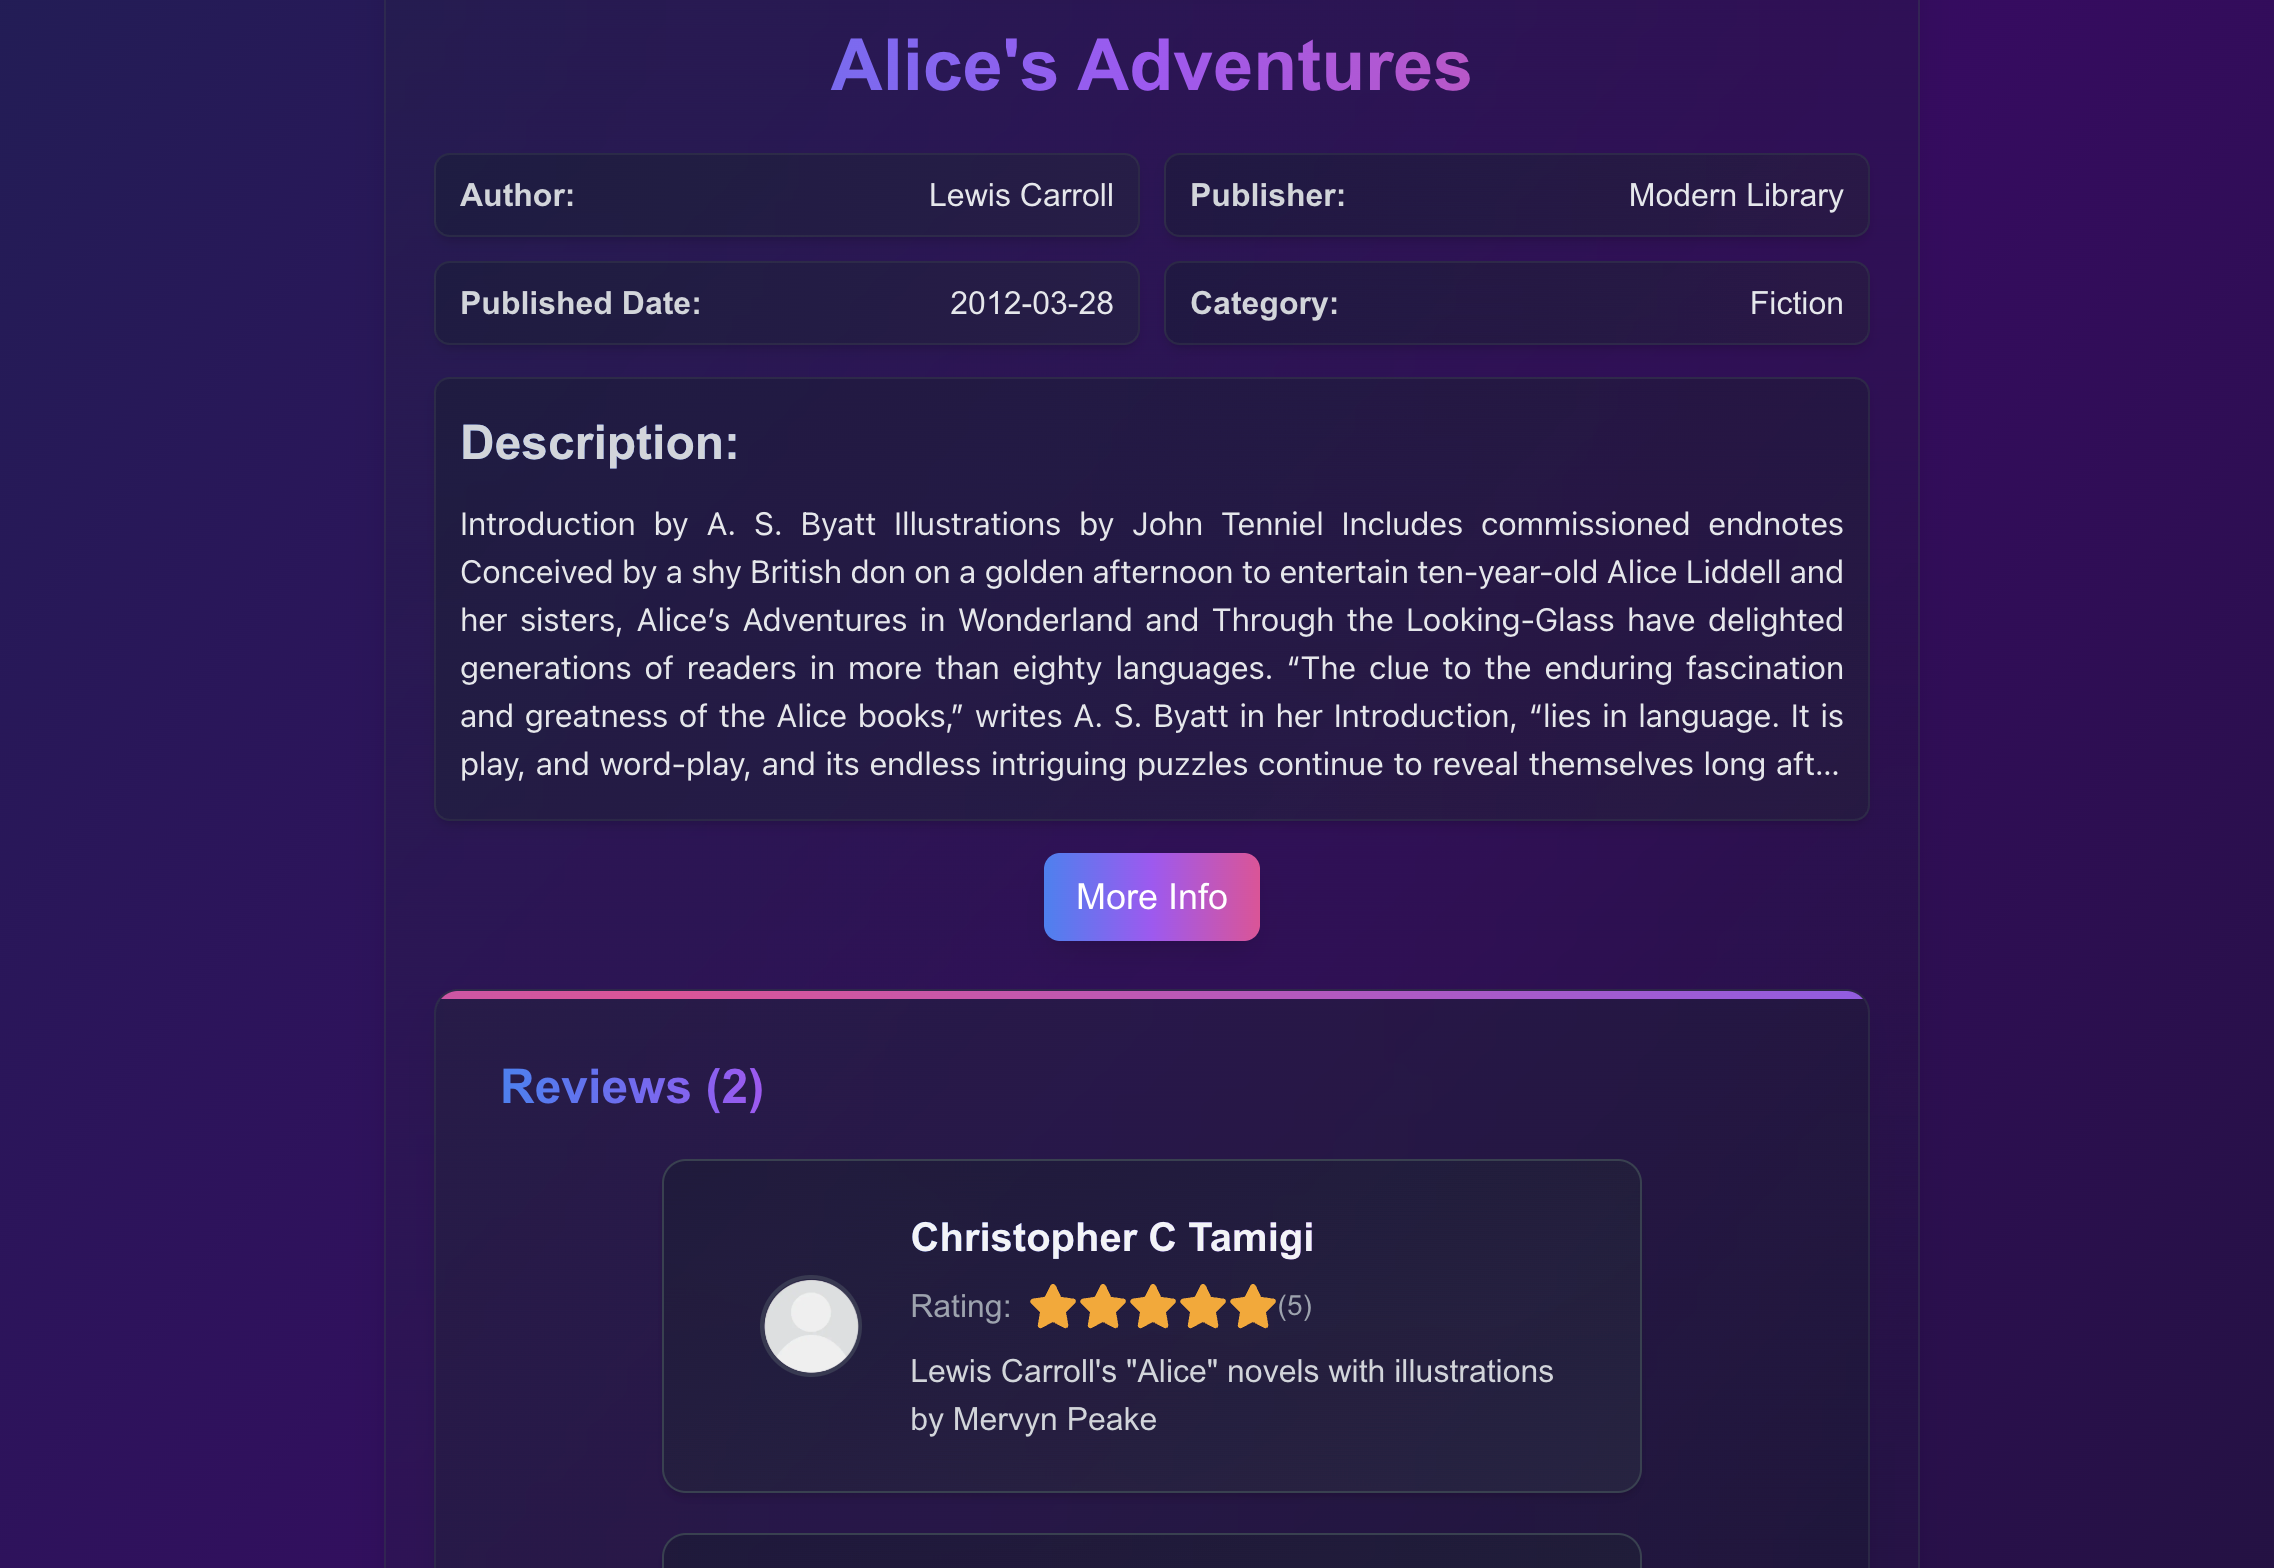 Alice's Adventures
Author: Lewis Carroll
Publisher: Modern Library
Published Date: 2012-03-28
Category: Fiction
Description:
Introduction by A. S. Byatt Illustrations by John Tenniel Includes commissioned endnotes
Conceived by a shy British don on a golden afternoon to entertain ten-year-old Alice Liddell and
her sisters, Alice’s Adventures in Wonderland and Through the Looking-Glass have delighted
generations of readers in more than eighty languages. “The clue to the enduring fascination
and greatness of the Alice books,” writes A. S. Byatt in her Introduction, “lies in language. It is
play, and word-play, and its endless intriguing puzzles continue to reveal themselves long aft...
More Info
Reviews (2)
Christopher C Tamigi
Rating: (5)
Lewis Carroll's "Alice" novels with illustrations
by Mervyn Peake